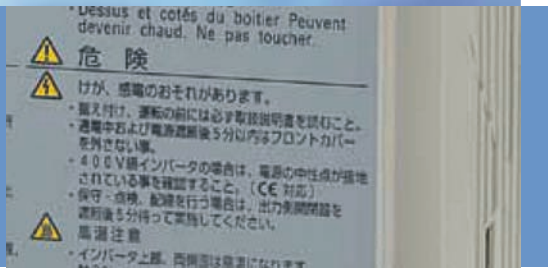 ・Dessus et cotés du boitier Peuvent
devenir chaud. Ne pas toucher.
危 険
けが、感電のおそれがあります。
・据え付け、運転の前には必ず取扱説明書を読むこと。
・通電中および電源遮断後5分以内はフロントカバー
を外さない事。
・400V級インバータの場合は、電源の中性点が接地
されている事を確認すること。(CE 対応)
・保守・点検、配線を行う場合は、出力側開閉器を
遮断後5分待って実施してください。
高温注意
・インバータ上部、両側面は高温になります。